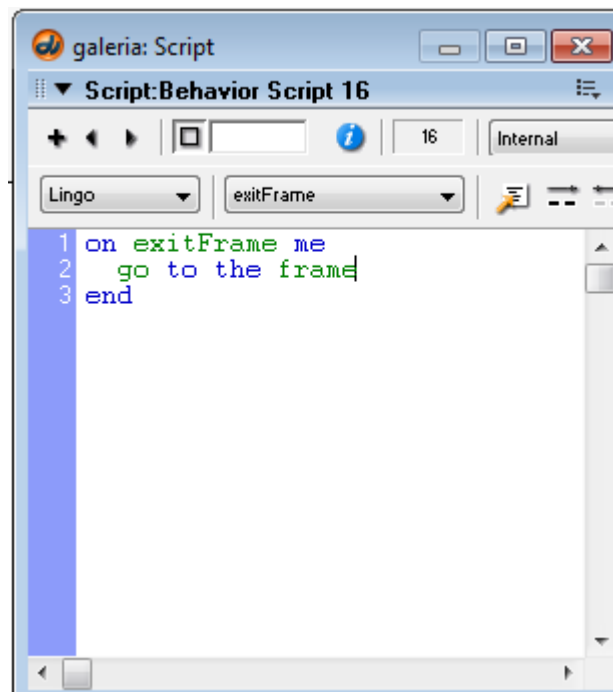 galeria: Script
Script:Behavior Script 16
16
Internal
Lingo
exitFrame
1 on exitFrame me
2 go to the frame
3 end